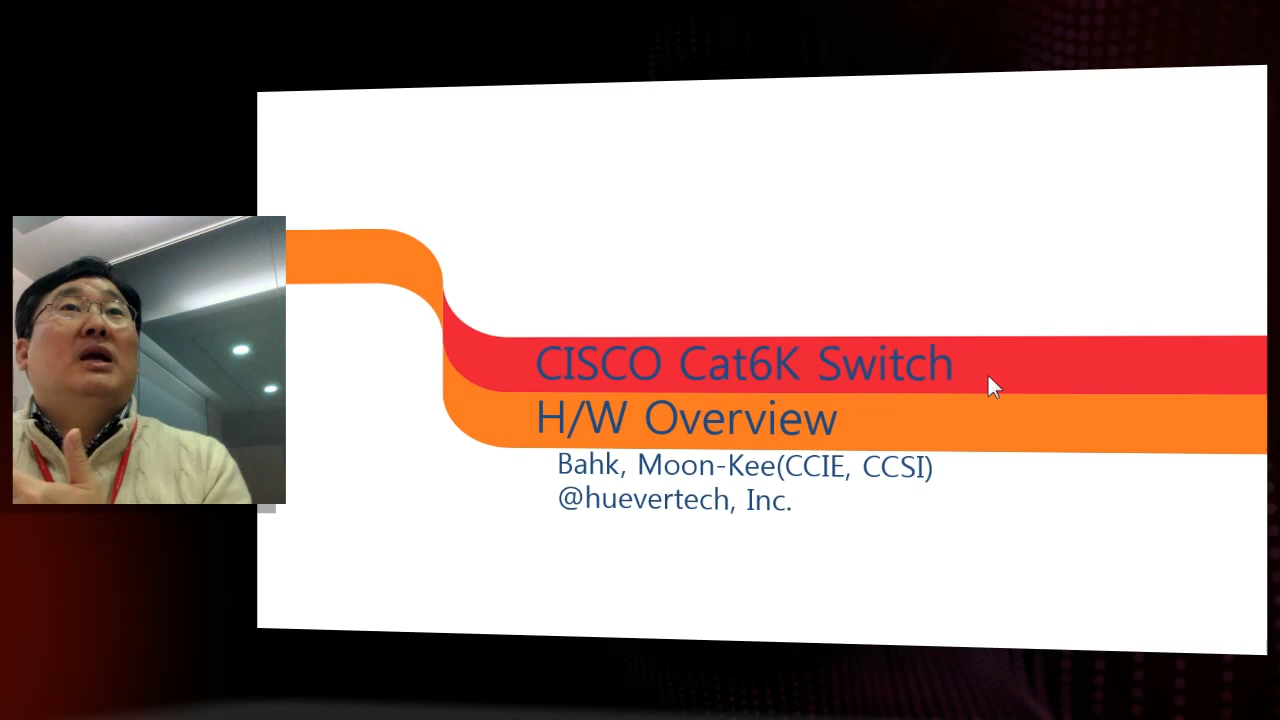 CISCO Cat6K Switch
H/W Overview
Bahk, Moon-Kee(CCIE, CCSI)
@huevertech, Inc.